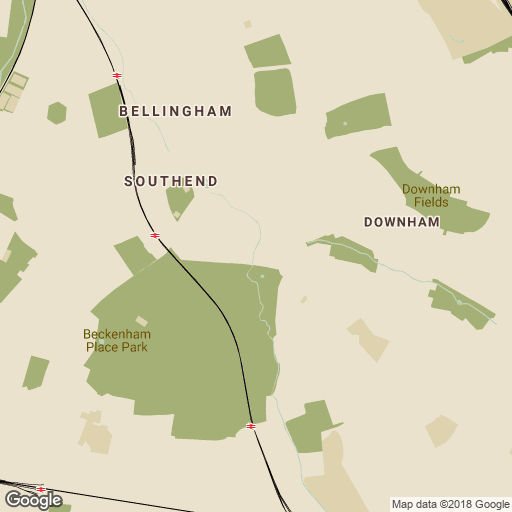 BELLINGHAM
SOUTHEND
Downham
Fields
DOWNHAM
Beckenham
Place Park
Google
Map data ©2018 Google